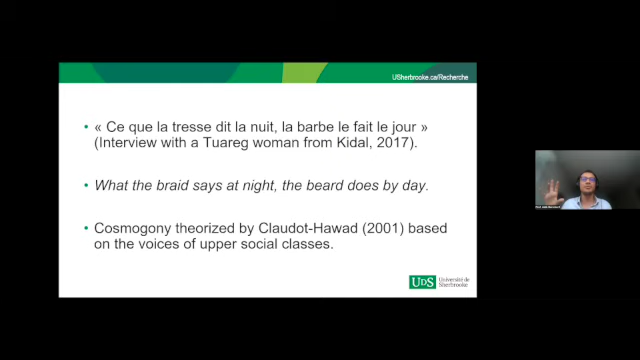 USherbrooke.ca/Recherche
• « Ce que la tresse dit la nuit, la barbe le fait le jour »
(Interview with a Tuareg woman from Kidal, 2017).
• What the braid says at night, the beard does by day.
• Cosmogony theorized by Claudot-Hawad (2001) based
on the voices of upper social classes.
UDS Université de
Sherbrooke